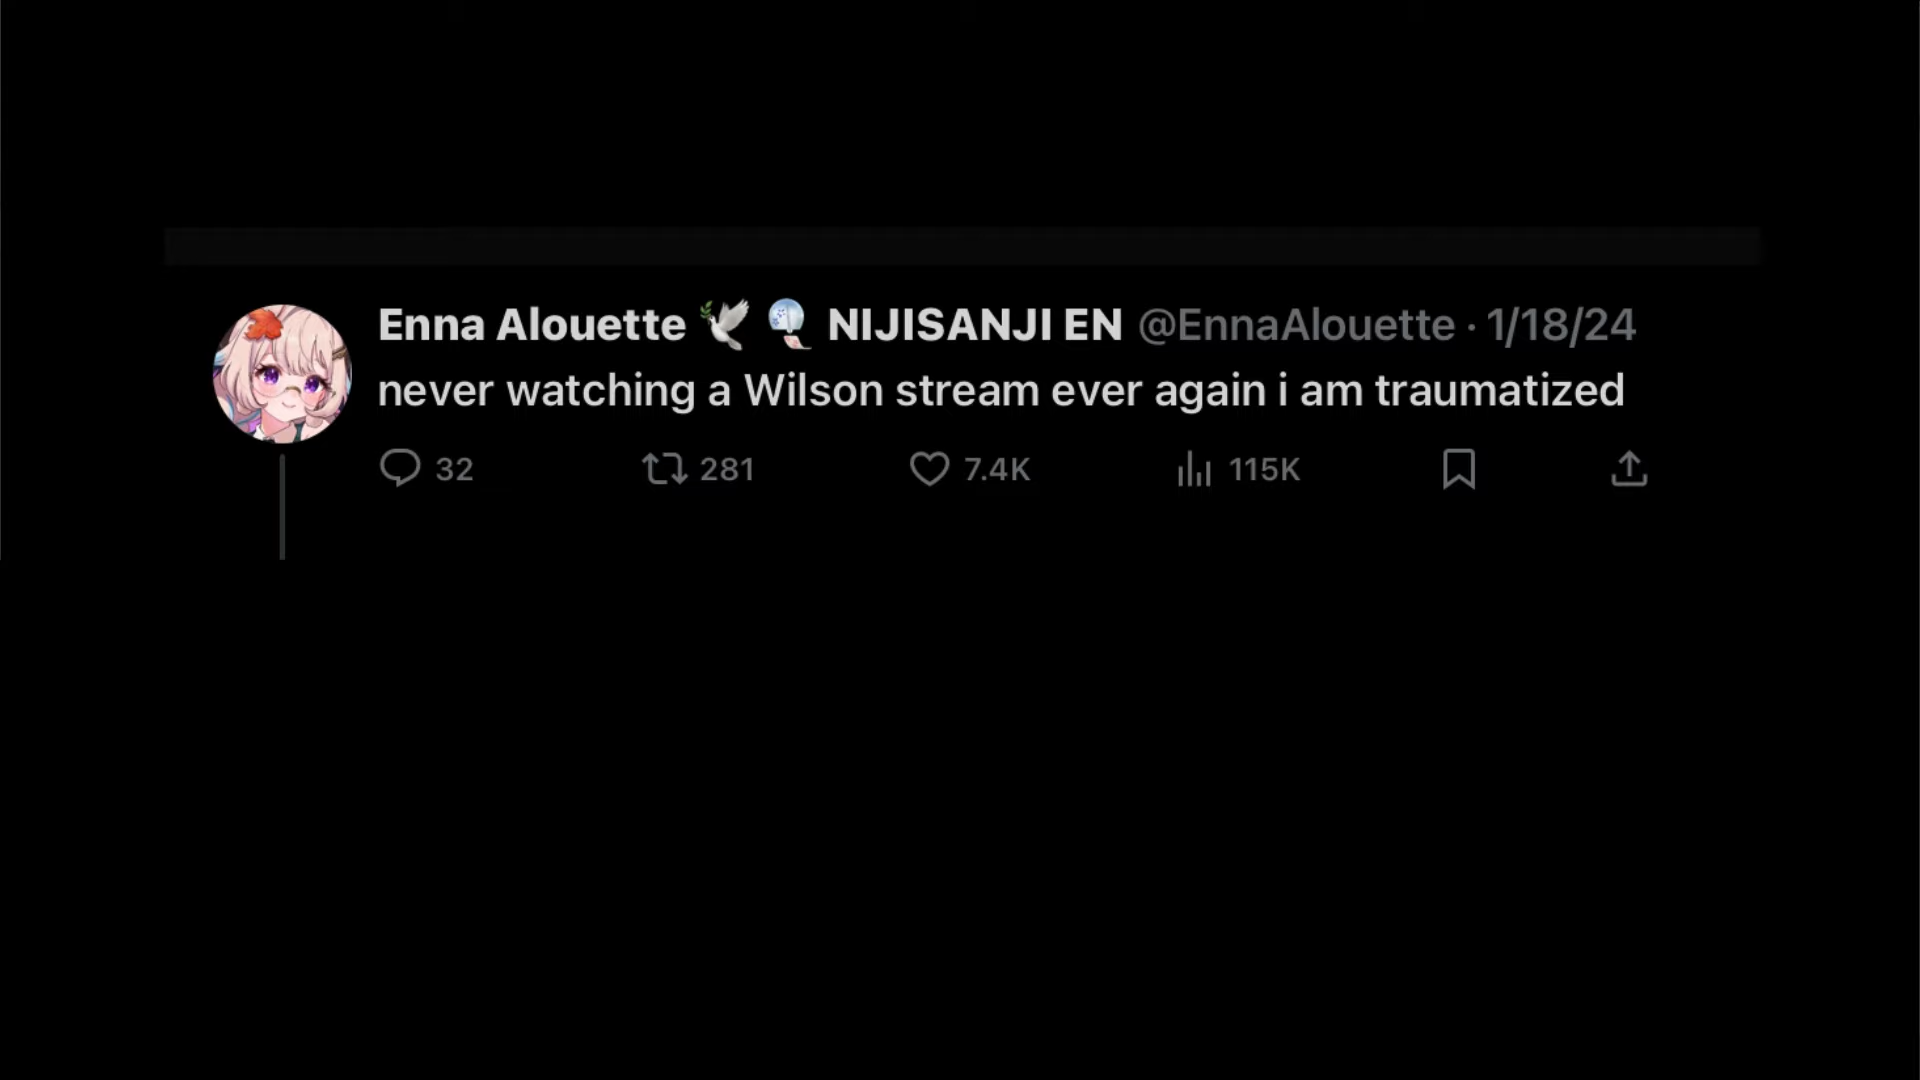 Enna Alouette 🕊️ 🎐 NIJISANJI EN @EnnaAlouette · 1/18/24
never watching a Wilson stream ever again i am traumatized
32 281 7.4K 115K